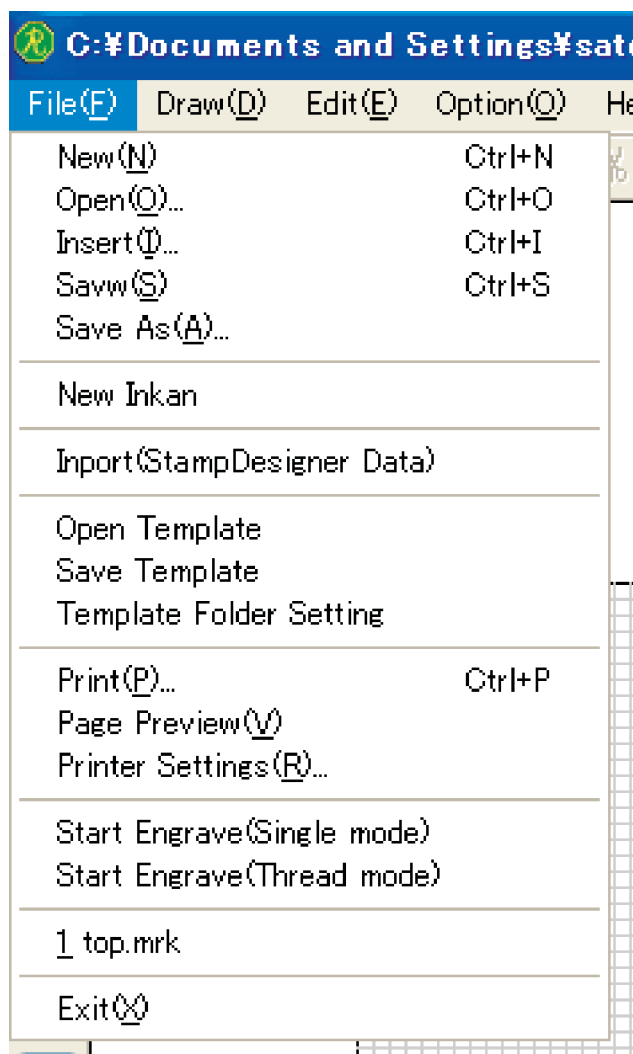 C:¥Documents and Settings¥sat
File(F) Draw(D) Edit(E) Option(O) He
New(N) Ctrl+N
Open(O)... Ctrl+O
Insert(I)... Ctrl+I
Savw(S) Ctrl+S
Save As(A)...
New Inkan
Inport(StampDesigner Data)
Open Template
Save Template
Template Folder Setting
Print(P)... Ctrl+P
Page Preview(V)
Printer Settings(R)...
Start Engrave(Single mode)
Start Engrave(Thread mode)
1 top.mrk
Exit(X)